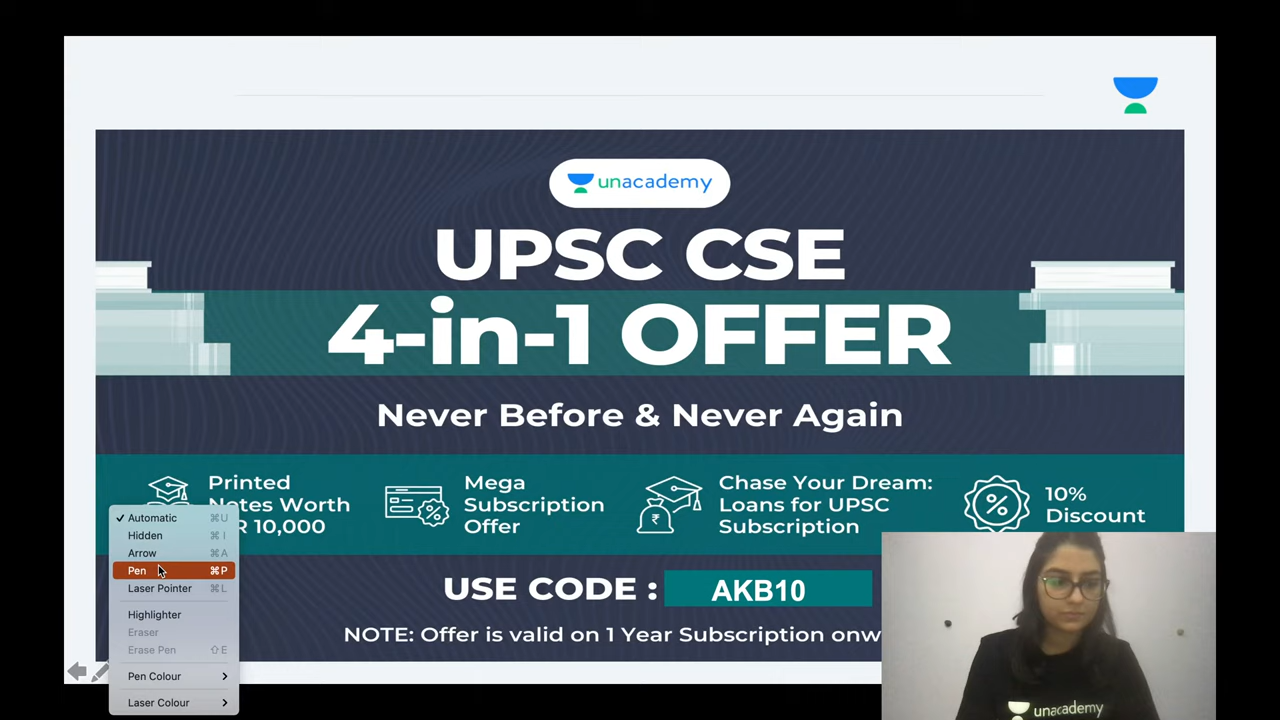 unacademy
UPSC CSE
4-in-1 OFFER
Never Before & Never Again
Printed
Notes Worth
10,000
Mega
Subscription
Offer
Chase Your Dream:
Loans for UPSC
Subscription
10%
Discount
USE CODE : AKB10
NOTE: Offer is valid on 1 Year Subscription
Automatic ⌘U
Hidden ⌘I
Arrow ⌘A
Pen ⌘P
Laser Pointer ⌘L
Highlighter
Eraser
Erase Pen ⇧E
Pen Colour
Laser Colour
unacademy